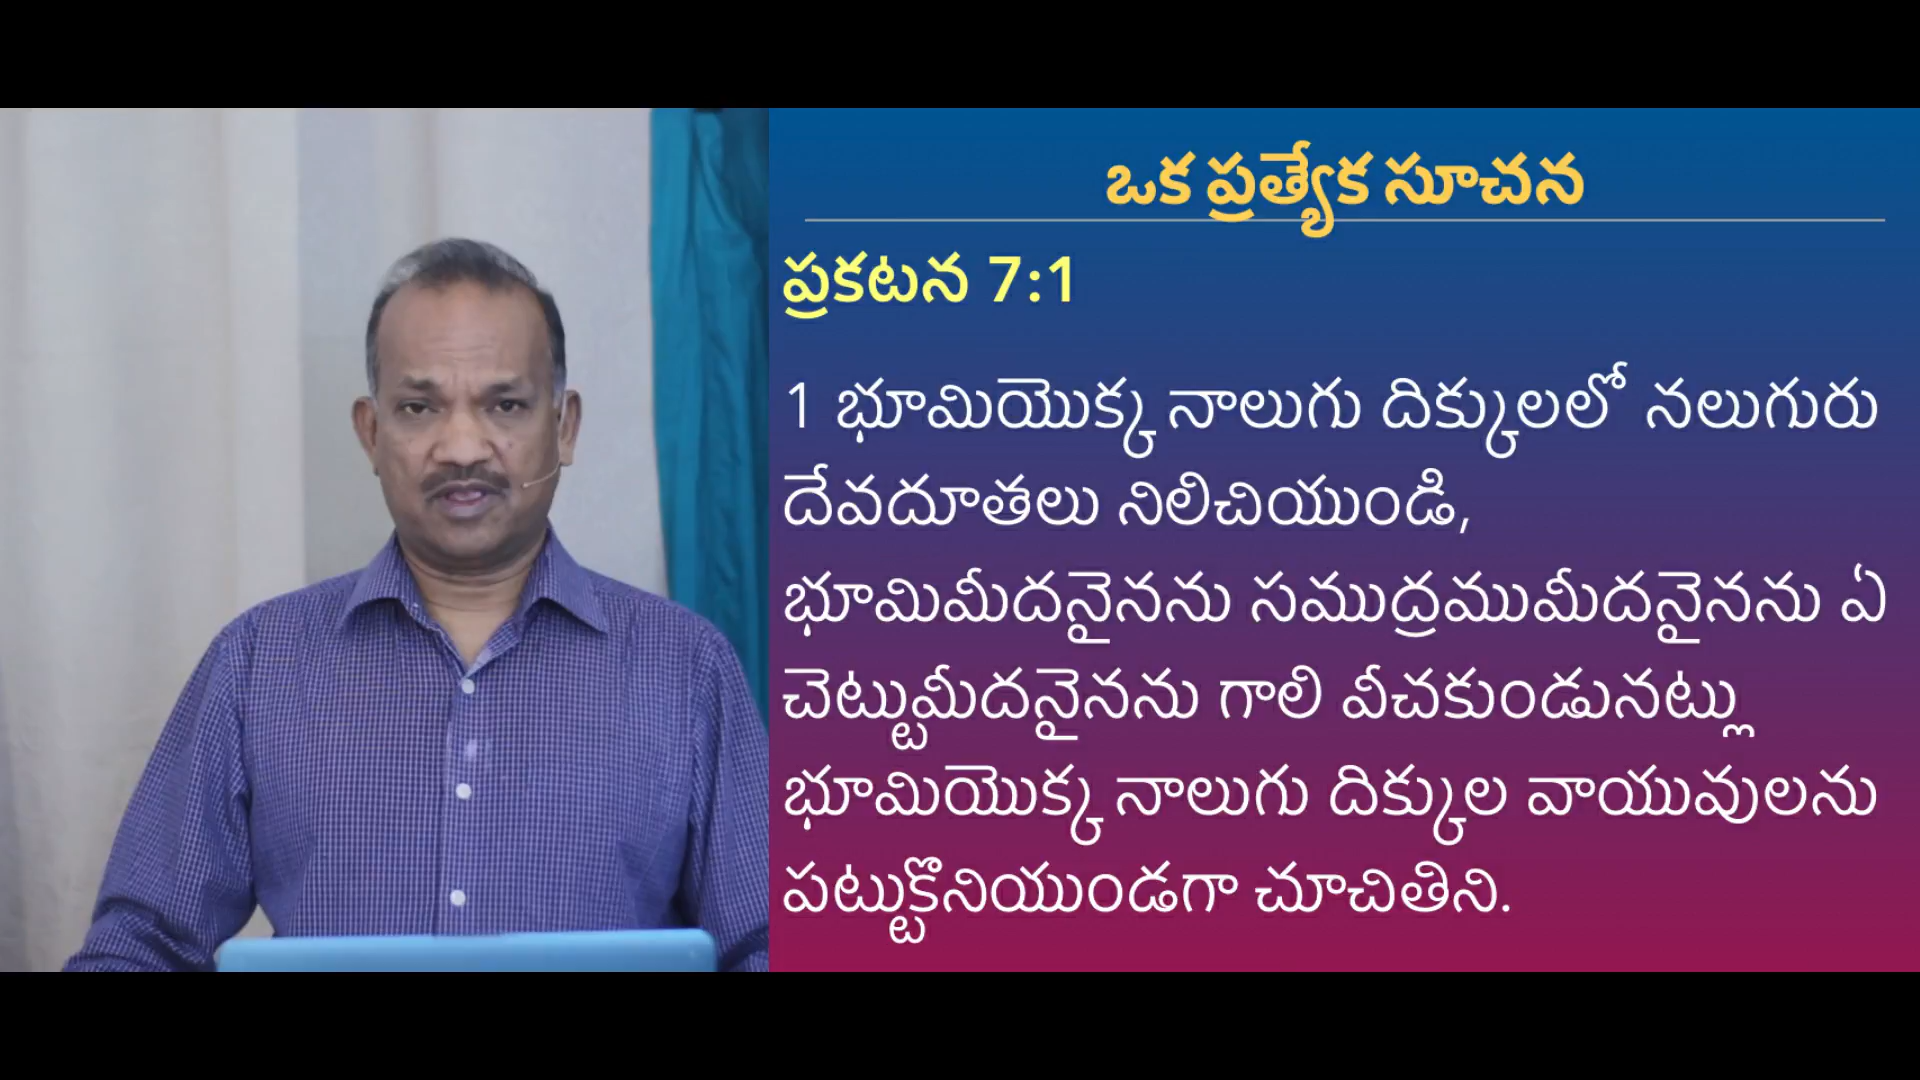 ఒక ప్రత్యేక సూచన
ప్రకటన 7:1
1 భూమియొక్క నాలుగు దిక్కులలో నలుగురు
దేవదూతలు నిలిచియుండి,
భూమిమీదనైనను సముద్రముమీదనైనను ఏ
చెట్టుమీదనైనను గాలి వీచకుండునట్లు
భూమియొక్క నాలుగు దిక్కుల వాయువులను
పట్టుకొనియుండగా చూచితిని.